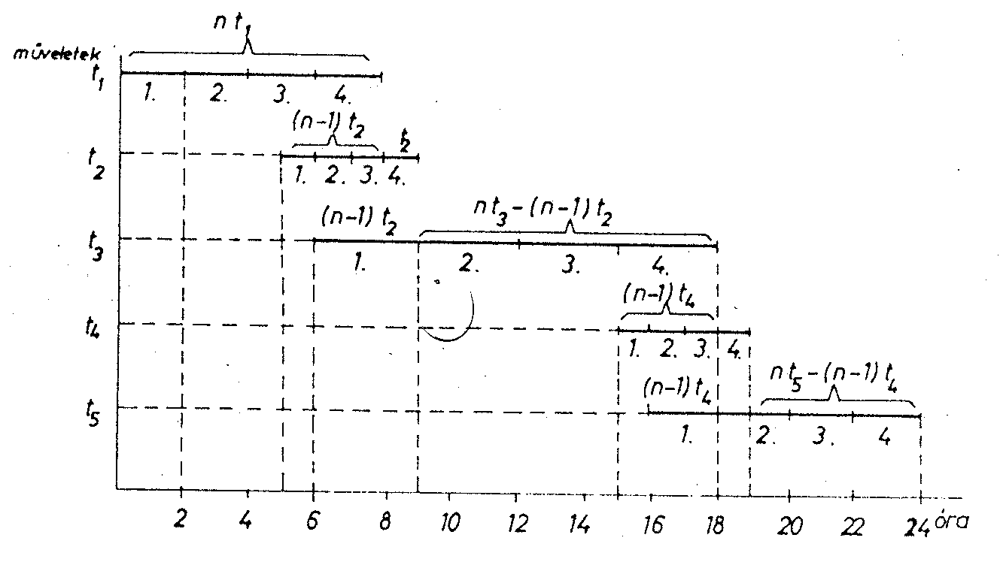 n t₁
műveletek
t₁
1. 2. 3. 4.
(n-1) t₂ t₂
t₂
1. 2. 3. 4.
(n-1) t₂ nt₃-(n-1) t₂
t₃
1. 2. 3. 4.
(n-1) t₄
t₄
1. 2. 3. 4.
(n-1) t₄ nt₅-(n-1) t₄
t₅
1. 2. 3. 4
2 4 6 8 10 12 14 16 18 20 22 24 óra